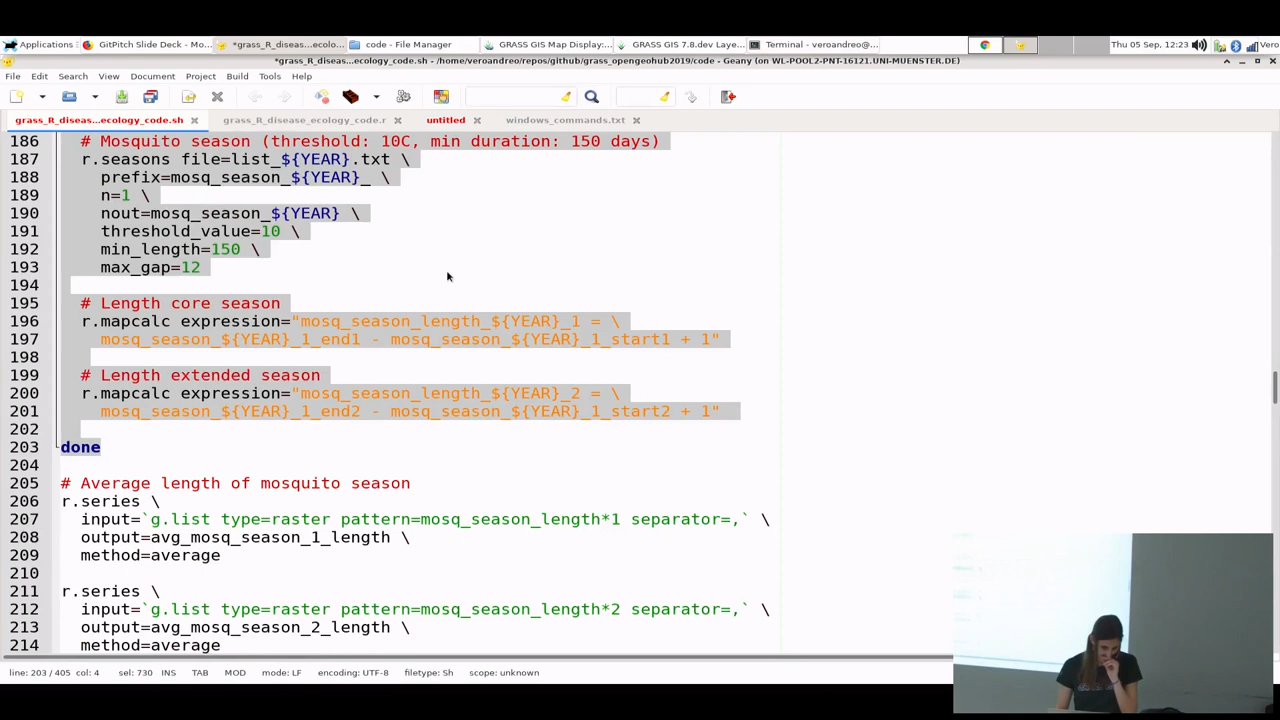 Applications
GitPitch Slide Deck - Mo...
*grass_R_diseas...ecolo...
code - File Manager
GRASS GIS Map Display:...
GRASS GIS 7.8.dev Laye...
Terminal - veroandreo@...
Thu 05 Sep, 12:23
Vero
*grass_R_diseas...ecology_code.sh - /home/veroandreo/repos/github/grass_opengeohub2019/code - Geany (on WL-POOL2-PNT-16121.UNI-MUENSTER.DE)
File Edit Search View Document Project Build Tools Help
grass_R_diseas...ecology_code.sh
grass_R_disease_ecology_code.r
untitled
windows_commands.txt
186 # Mosquito season (threshold: 10C, min duration: 150 days)
187 r.seasons file=list_${YEAR}.txt \
188 prefix=mosq_season_${YEAR}_ \
189 n=1 \
190 nout=mosq_season_${YEAR} \
191 threshold_value=10 \
192 min_length=150 \
193 max_gap=12
194
195 # Length core season
196 r.mapcalc expression="mosq_season_length_${YEAR}_1 = \
197 mosq_season_${YEAR}_1_end1 - mosq_season_${YEAR}_1_start1 + 1"
198
199 # Length extended season
200 r.mapcalc expression="mosq_season_length_${YEAR}_2 = \
201 mosq_season_${YEAR}_1_end2 - mosq_season_${YEAR}_1_start2 + 1"
202
203 done
204
205 # Average length of mosquito season
206 r.series \
207 input=`g.list type=raster pattern=mosq_season_length*1 separator=,` \
208 output=avg_mosq_season_1_length \
209 method=average
210
211 r.series \
212 input=`g.list type=raster pattern=mosq_season_length*2 separator=,` \
213 output=avg_mosq_season_2_length \
214 method=average
line: 203 / 405 col: 4 sel: 730 INS TAB MOD mode: LF encoding: UTF-8 filetype: Sh scope: unknown